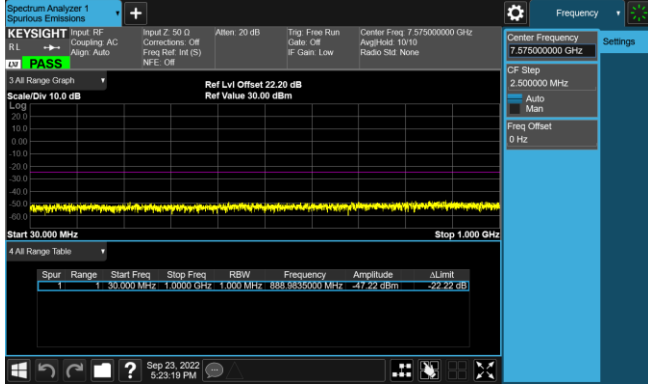 Spectrum Analyzer 1
Spurious Emissions
Frequency
KEYSIGHT Input: RF
R L Coupling: AC
Align: Auto
LXI PASS
Input Z: 50 Ω
Corrections: Off
Freq Ref: Int (S)
NFE: Off
Atten: 20 dB
Trig: Free Run
Gate: Off
IF Gain: Low
Center Freq: 7.575000000 GHz
Avg|Hold: 10/10
Radio Std: None
Center Frequency
7.575000000 GHz
Settings
CF Step
2.500000 MHz
Auto
Man
Freq Offset
0 Hz
3 All Range Graph
Scale/Div 10.0 dB
Ref Lvl Offset 22.20 dB
Ref Value 30.00 dBm
Log
20.0
10.0
0.00
-10.0
-20.0
-30.0
-40.0
-50.0
-60.0
Start 30.000 MHz
Stop 1.000 GHz
4 All Range Table
Spur Range Start Freq Stop Freq RBW Frequency Amplitude ΔLimit
1 1 30.000 MHz 1.0000 GHz 1.000 MHz 888.9835000 MHz -47.22 dBm -22.22 dB
?
Sep 23, 2022
5:23:19 PM